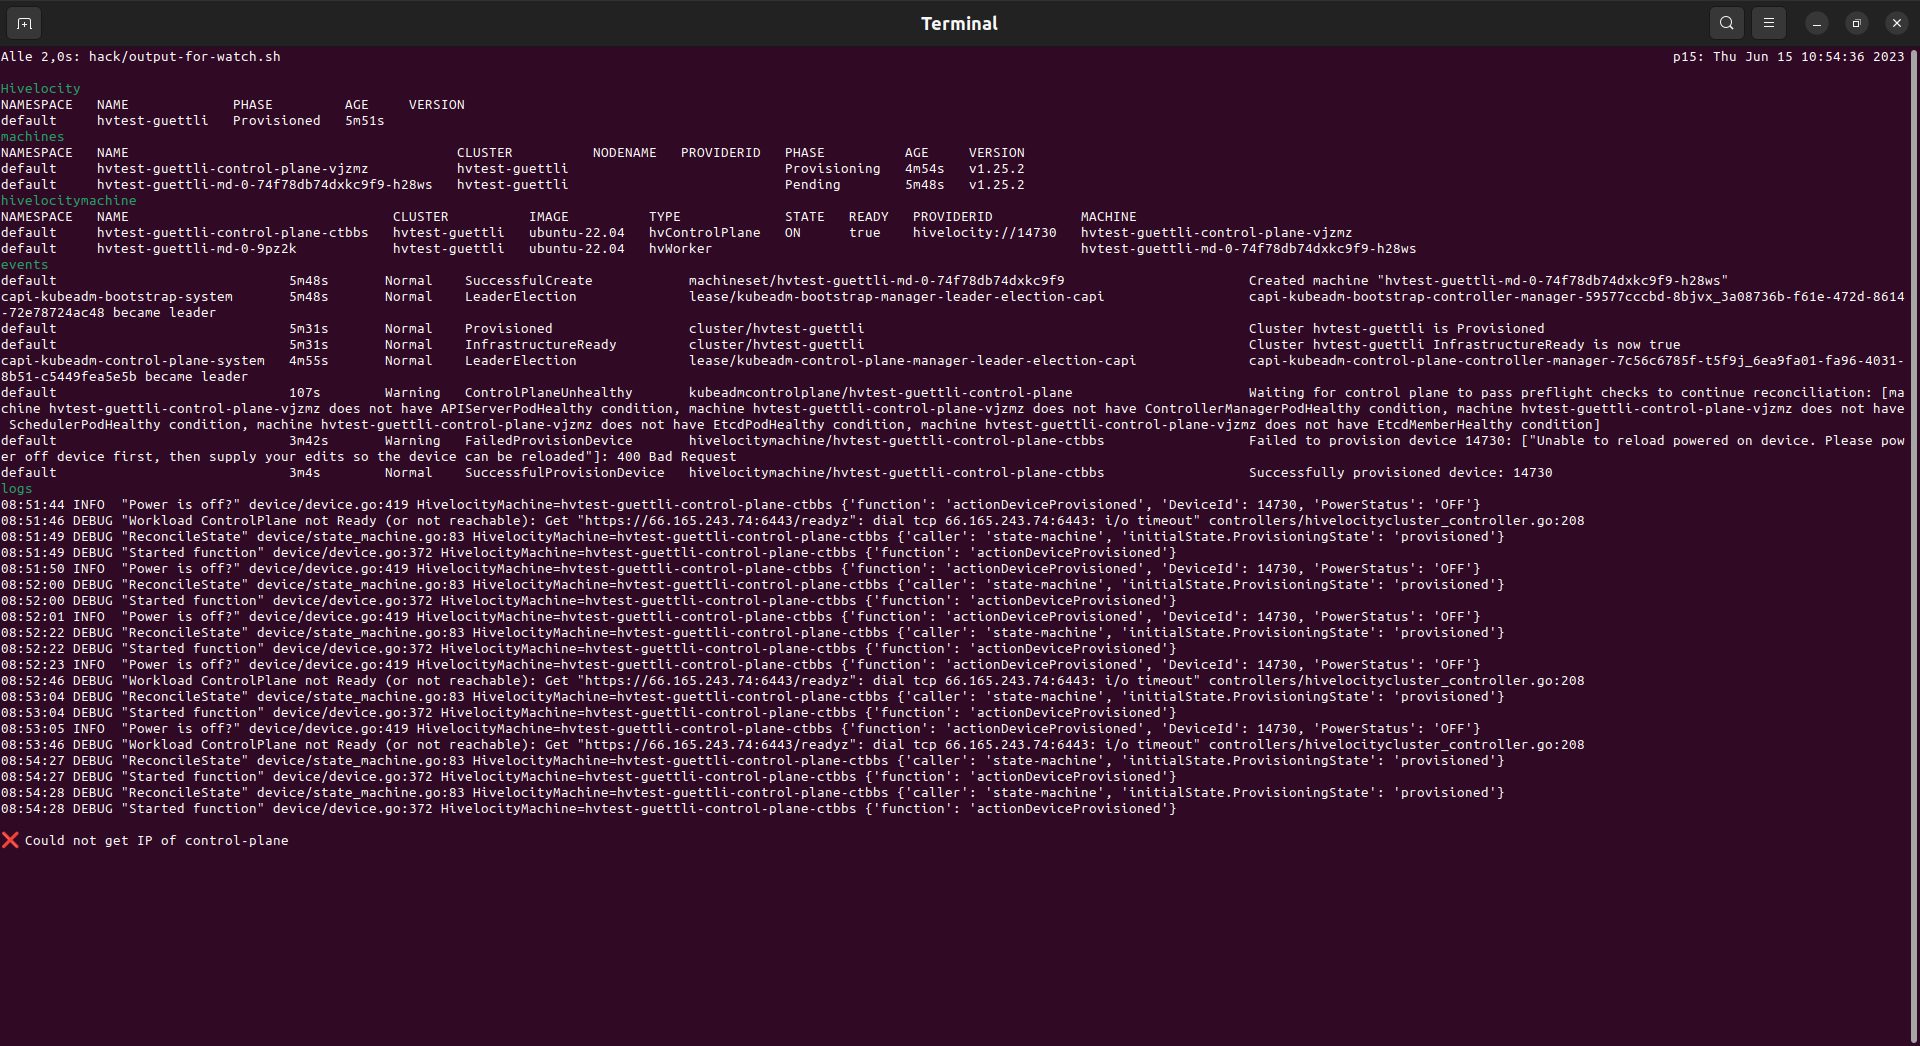 Terminal
Alle 2,0s: hack/output-for-watch.sh p15: Thu Jun 15 10:54:36 2023
Hivelocity
NAMESPACE NAME PHASE AGE VERSION
default hvtest-guettli Provisioned 5m51s
machines
NAMESPACE NAME CLUSTER NODENAME PROVIDERID PHASE AGE VERSION
default hvtest-guettli-control-plane-vjzmz hvtest-guettli Provisioning 4m54s v1.25.2
default hvtest-guettli-md-0-74f78db74dxkc9f9-h28ws hvtest-guettli Pending 5m48s v1.25.2
hivelocitymachine
NAMESPACE NAME CLUSTER IMAGE TYPE STATE READY PROVIDERID MACHINE
default hvtest-guettli-control-plane-ctbbs hvtest-guettli ubuntu-22.04 hvControlPlane ON true hivelocity://14730 hvtest-guettli-control-plane-vjzmz
default hvtest-guettli-md-0-9pz2k hvtest-guettli ubuntu-22.04 hvWorker hvtest-guettli-md-0-74f78db74dxkc9f9-h28ws
events
default 5m48s Normal SuccessfulCreate machineset/hvtest-guettli-md-0-74f78db74dxkc9f9 Created machine "hvtest-guettli-md-0-74f78db74dxkc9f9-h28ws"
capi-kubeadm-bootstrap-system 5m48s Normal LeaderElection lease/kubeadm-bootstrap-manager-leader-election-capi capi-kubeadm-bootstrap-controller-manager-59577cccbd-8bjvx_3a08736b-f61e-472d-8614
-72e78724ac48 became leader
default 5m31s Normal Provisioned cluster/hvtest-guettli Cluster hvtest-guettli is Provisioned
default 5m31s Normal InfrastructureReady cluster/hvtest-guettli Cluster hvtest-guettli InfrastructureReady is now true
capi-kubeadm-control-plane-system 4m55s Normal LeaderElection lease/kubeadm-control-plane-manager-leader-election-capi capi-kubeadm-control-plane-controller-manager-7c56c6785f-t5f9j_6ea9fa01-fa96-4031-
8b51-c5449fea5e5b became leader
default 107s Warning ControlPlaneUnhealthy kubeadmcontrolplane/hvtest-guettli-control-plane Waiting for control plane to pass preflight checks to continue reconciliation: [ma
chine hvtest-guettli-control-plane-vjzmz does not have APIServerPodHealthy condition, machine hvtest-guettli-control-plane-vjzmz does not have ControllerManagerPodHealthy condition, machine hvtest-guettli-control-plane-vjzmz does not have
SchedulerPodHealthy condition, machine hvtest-guettli-control-plane-vjzmz does not have EtcdPodHealthy condition, machine hvtest-guettli-control-plane-vjzmz does not have EtcdMemberHealthy condition]
default 3m42s Warning FailedProvisionDevice hivelocitymachine/hvtest-guettli-control-plane-ctbbs Failed to provision device 14730: ["Unable to reload powered on device. Please pow
er off device first, then supply your edits so the device can be reloaded"]: 400 Bad Request
default 3m4s Normal SuccessfulProvisionDevice hivelocitymachine/hvtest-guettli-control-plane-ctbbs Successfully provisioned device: 14730
logs
08:51:44 INFO "Power is off?" device/device.go:419 HivelocityMachine=hvtest-guettli-control-plane-ctbbs {'function': 'actionDeviceProvisioned', 'DeviceId': 14730, 'PowerStatus': 'OFF'}
08:51:46 DEBUG "Workload ControlPlane not Ready (or not reachable): Get "https://66.165.243.74:6443/readyz": dial tcp 66.165.243.74:6443: i/o timeout" controllers/hivelocitycluster_controller.go:208
08:51:49 DEBUG "ReconcileState" device/state_machine.go:83 HivelocityMachine=hvtest-guettli-control-plane-ctbbs {'caller': 'state-machine', 'initialState.ProvisioningState': 'provisioned'}
08:51:49 DEBUG "Started function" device/device.go:372 HivelocityMachine=hvtest-guettli-control-plane-ctbbs {'function': 'actionDeviceProvisioned'}
08:51:50 INFO "Power is off?" device/device.go:419 HivelocityMachine=hvtest-guettli-control-plane-ctbbs {'function': 'actionDeviceProvisioned', 'DeviceId': 14730, 'PowerStatus': 'OFF'}
08:52:00 DEBUG "ReconcileState" device/state_machine.go:83 HivelocityMachine=hvtest-guettli-control-plane-ctbbs {'caller': 'state-machine', 'initialState.ProvisioningState': 'provisioned'}
08:52:00 DEBUG "Started function" device/device.go:372 HivelocityMachine=hvtest-guettli-control-plane-ctbbs {'function': 'actionDeviceProvisioned'}
08:52:01 INFO "Power is off?" device/device.go:419 HivelocityMachine=hvtest-guettli-control-plane-ctbbs {'function': 'actionDeviceProvisioned', 'DeviceId': 14730, 'PowerStatus': 'OFF'}
08:52:22 DEBUG "ReconcileState" device/state_machine.go:83 HivelocityMachine=hvtest-guettli-control-plane-ctbbs {'caller': 'state-machine', 'initialState.ProvisioningState': 'provisioned'}
08:52:22 DEBUG "Started function" device/device.go:372 HivelocityMachine=hvtest-guettli-control-plane-ctbbs {'function': 'actionDeviceProvisioned'}
08:52:23 INFO "Power is off?" device/device.go:419 HivelocityMachine=hvtest-guettli-control-plane-ctbbs {'function': 'actionDeviceProvisioned', 'DeviceId': 14730, 'PowerStatus': 'OFF'}
08:52:46 DEBUG "Workload ControlPlane not Ready (or not reachable): Get "https://66.165.243.74:6443/readyz": dial tcp 66.165.243.74:6443: i/o timeout" controllers/hivelocitycluster_controller.go:208
08:53:04 DEBUG "ReconcileState" device/state_machine.go:83 HivelocityMachine=hvtest-guettli-control-plane-ctbbs {'caller': 'state-machine', 'initialState.ProvisioningState': 'provisioned'}
08:53:04 DEBUG "Started function" device/device.go:372 HivelocityMachine=hvtest-guettli-control-plane-ctbbs {'function': 'actionDeviceProvisioned'}
08:53:05 INFO "Power is off?" device/device.go:419 HivelocityMachine=hvtest-guettli-control-plane-ctbbs {'function': 'actionDeviceProvisioned', 'DeviceId': 14730, 'PowerStatus': 'OFF'}
08:53:46 DEBUG "Workload ControlPlane not Ready (or not reachable): Get "https://66.165.243.74:6443/readyz": dial tcp 66.165.243.74:6443: i/o timeout" controllers/hivelocitycluster_controller.go:208
08:54:27 DEBUG "ReconcileState" device/state_machine.go:83 HivelocityMachine=hvtest-guettli-control-plane-ctbbs {'caller': 'state-machine', 'initialState.ProvisioningState': 'provisioned'}
08:54:27 DEBUG "Started function" device/device.go:372 HivelocityMachine=hvtest-guettli-control-plane-ctbbs {'function': 'actionDeviceProvisioned'}
08:54:28 DEBUG "ReconcileState" device/state_machine.go:83 HivelocityMachine=hvtest-guettli-control-plane-ctbbs {'caller': 'state-machine', 'initialState.ProvisioningState': 'provisioned'}
08:54:28 DEBUG "Started function" device/device.go:372 HivelocityMachine=hvtest-guettli-control-plane-ctbbs {'function': 'actionDeviceProvisioned'}
❌ Could not get IP of control-plane